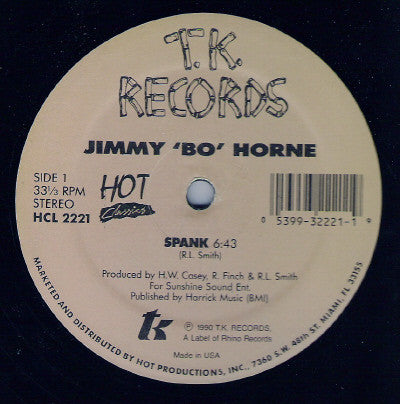 T.K.
RECORDS
JIMMY 'BO' HORNE
SIDE 1
33⅓ RPM
STEREO
HCL 2221
HOT
Classics
0 5399-32221-1 9
SPANK 6:43
(R.L. Smith)
Produced by H.W. Casey, R. Finch & R.L. Smith
For Sunshine Sound Ent.
Published by Harrick Music (BMI)
tk
℗ 1990 T.K. RECORDS.
A Label of Rhino Records
Made in USA
MARKETED AND DISTRIBUTED BY HOT PRODUCTIONS, INC., 7360 S.W. 48th ST. MIAMI, FL 33155